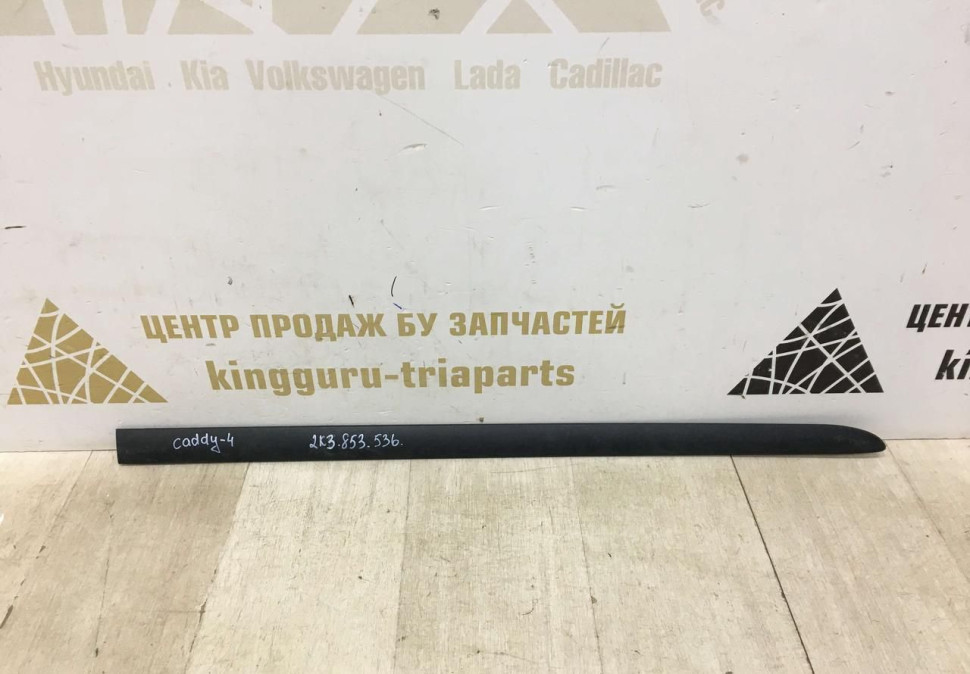 Hyundai Kia Volkswagen Lada Cadillac
ЦЕНТР ПРОДАЖ БУ ЗАПЧАСТЕЙ
kingguru-triaparts
caddy-4 2K3.853.536.